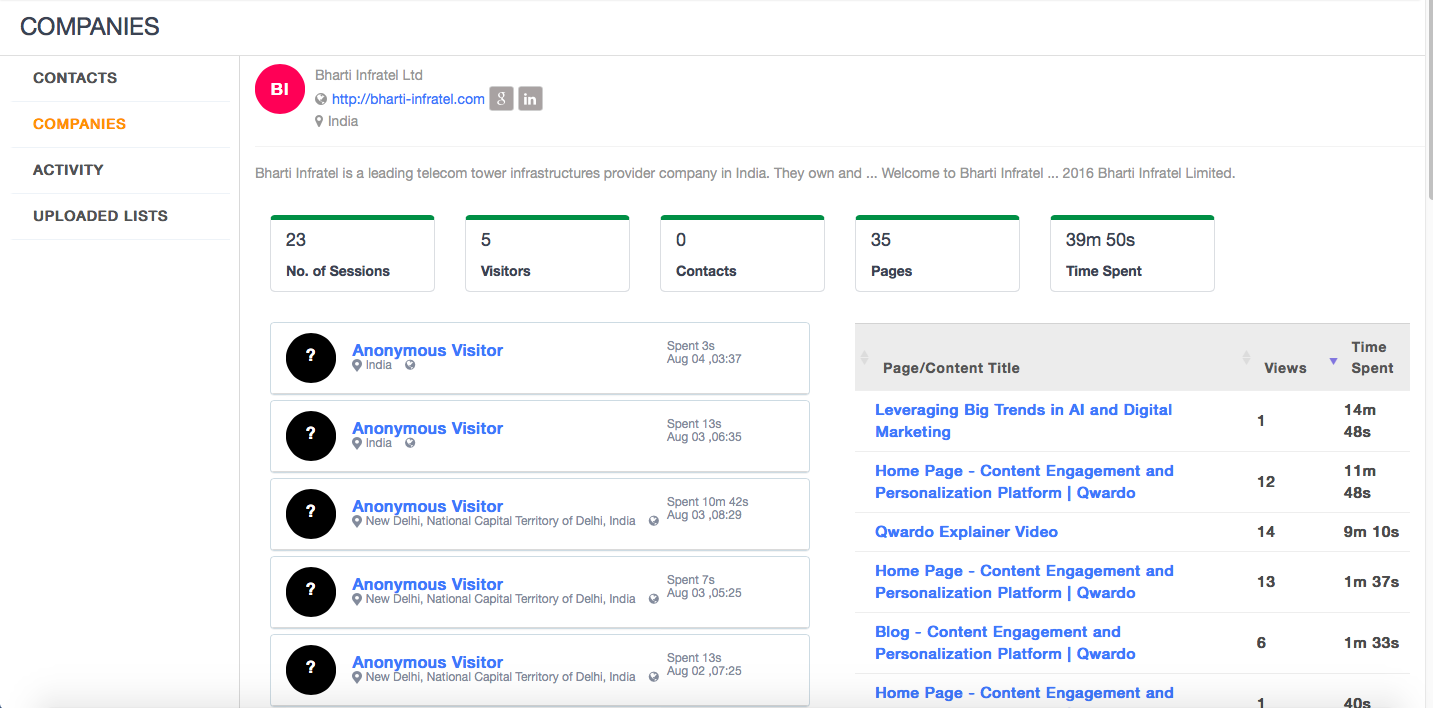 COMPANIES
CONTACTS
COMPANIES
ACTIVITY
UPLOADED LISTS
BI
Bharti Infratel Ltd
http://bharti-infratel.com
g
in
India
Bharti Infratel is a leading telecom tower infrastructures provider company in India. They own and ... Welcome to Bharti Infratel ... 2016 Bharti Infratel Limited.
23
No. of Sessions
5
Visitors
0
Contacts
35
Pages
39m 50s
Time Spent
?
Anonymous Visitor
India
Spent 3s
Aug 04 ,03:37
?
Anonymous Visitor
India
Spent 13s
Aug 03 ,06:35
?
Anonymous Visitor
New Delhi, National Capital Territory of Delhi, India
Spent 10m 42s
Aug 03 ,08:29
?
Anonymous Visitor
New Delhi, National Capital Territory of Delhi, India
Spent 7s
Aug 03 ,05:25
?
Anonymous Visitor
New Delhi, National Capital Territory of Delhi, India
Spent 13s
Aug 02 ,07:25
Page/Content Title
Views
Time
Spent
Leveraging Big Trends in AI and Digital
Marketing
1
14m
48s
Home Page - Content Engagement and
Personalization Platform | Qwardo
12
11m
48s
Qwardo Explainer Video
14
9m 10s
Home Page - Content Engagement and
Personalization Platform | Qwardo
13
1m 37s
Blog - Content Engagement and
Personalization Platform | Qwardo
6
1m 33s
Home Page - Content Engagement and
1
40s